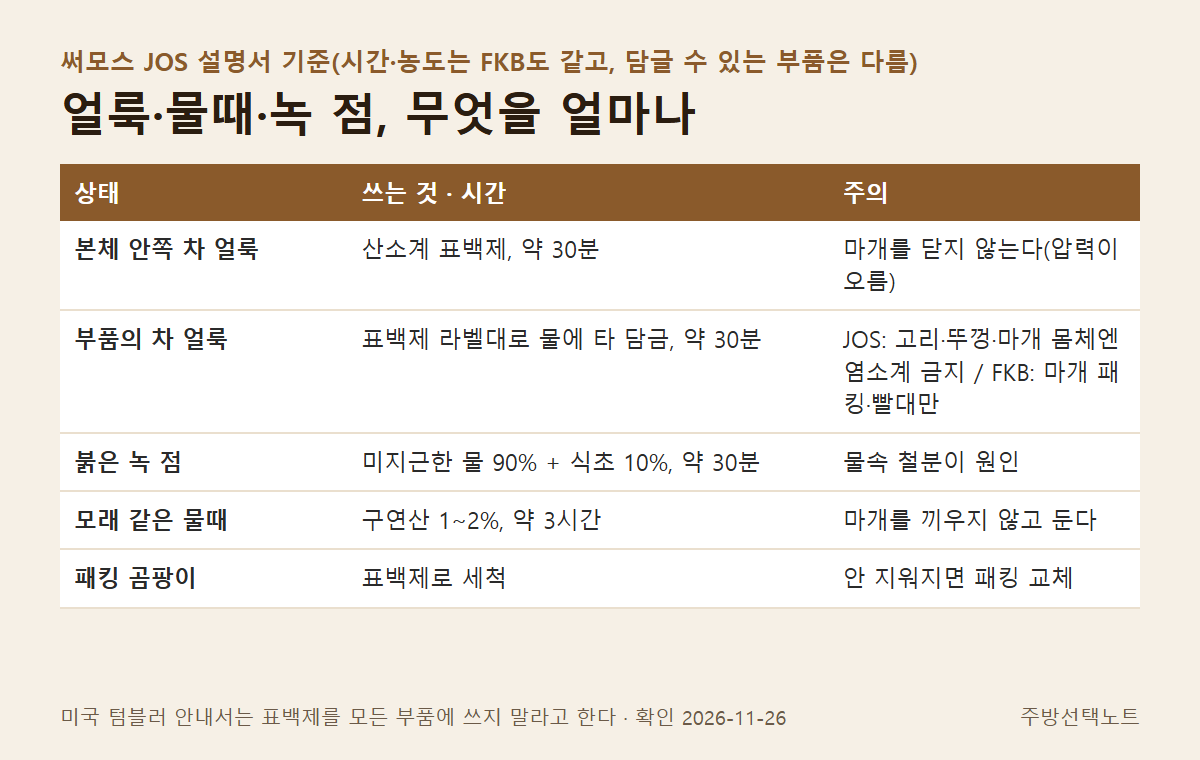 써모스 JOS 설명서 기준(시간·농도는 FKB도 같고, 담글 수 있는 부품은 다름)
얼룩·물때·녹 점, 무엇을 얼마나
상태 쓰는 것 · 시간 주의
본체 안쪽 차 얼룩 산소계 표백제, 약 30분 마개를 닫지 않는다(압력이
오름)
부품의 차 얼룩 표백제 라벨대로 물에 타 담금, 약 30분 JOS: 고리·뚜껑·마개 몸체엔
염소계 금지 / FKB: 마개 패
킹·빨대만
붉은 녹 점 미지근한 물 90% + 식초 10%, 약 30분 물속 철분이 원인
모래 같은 물때 구연산 1~2%, 약 3시간 마개를 끼우지 않고 둔다
패킹 곰팡이 표백제로 세척 안 지워지면 패킹 교체
미국 텀블러 안내서는 표백제를 모든 부품에 쓰지 말라고 한다 · 확인 2026-11-26 주방선택노트